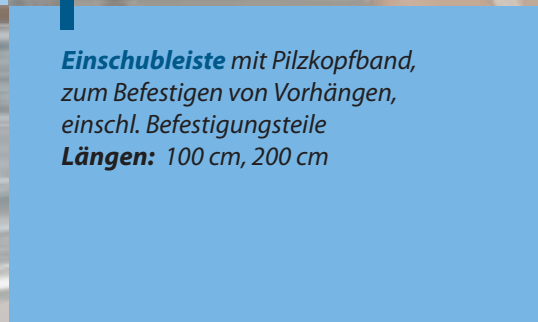 Einschubleiste mit Pilzkopfband,
zum Befestigen von Vorhängen,
einschl. Befestigungsteile
Längen: 100 cm, 200 cm